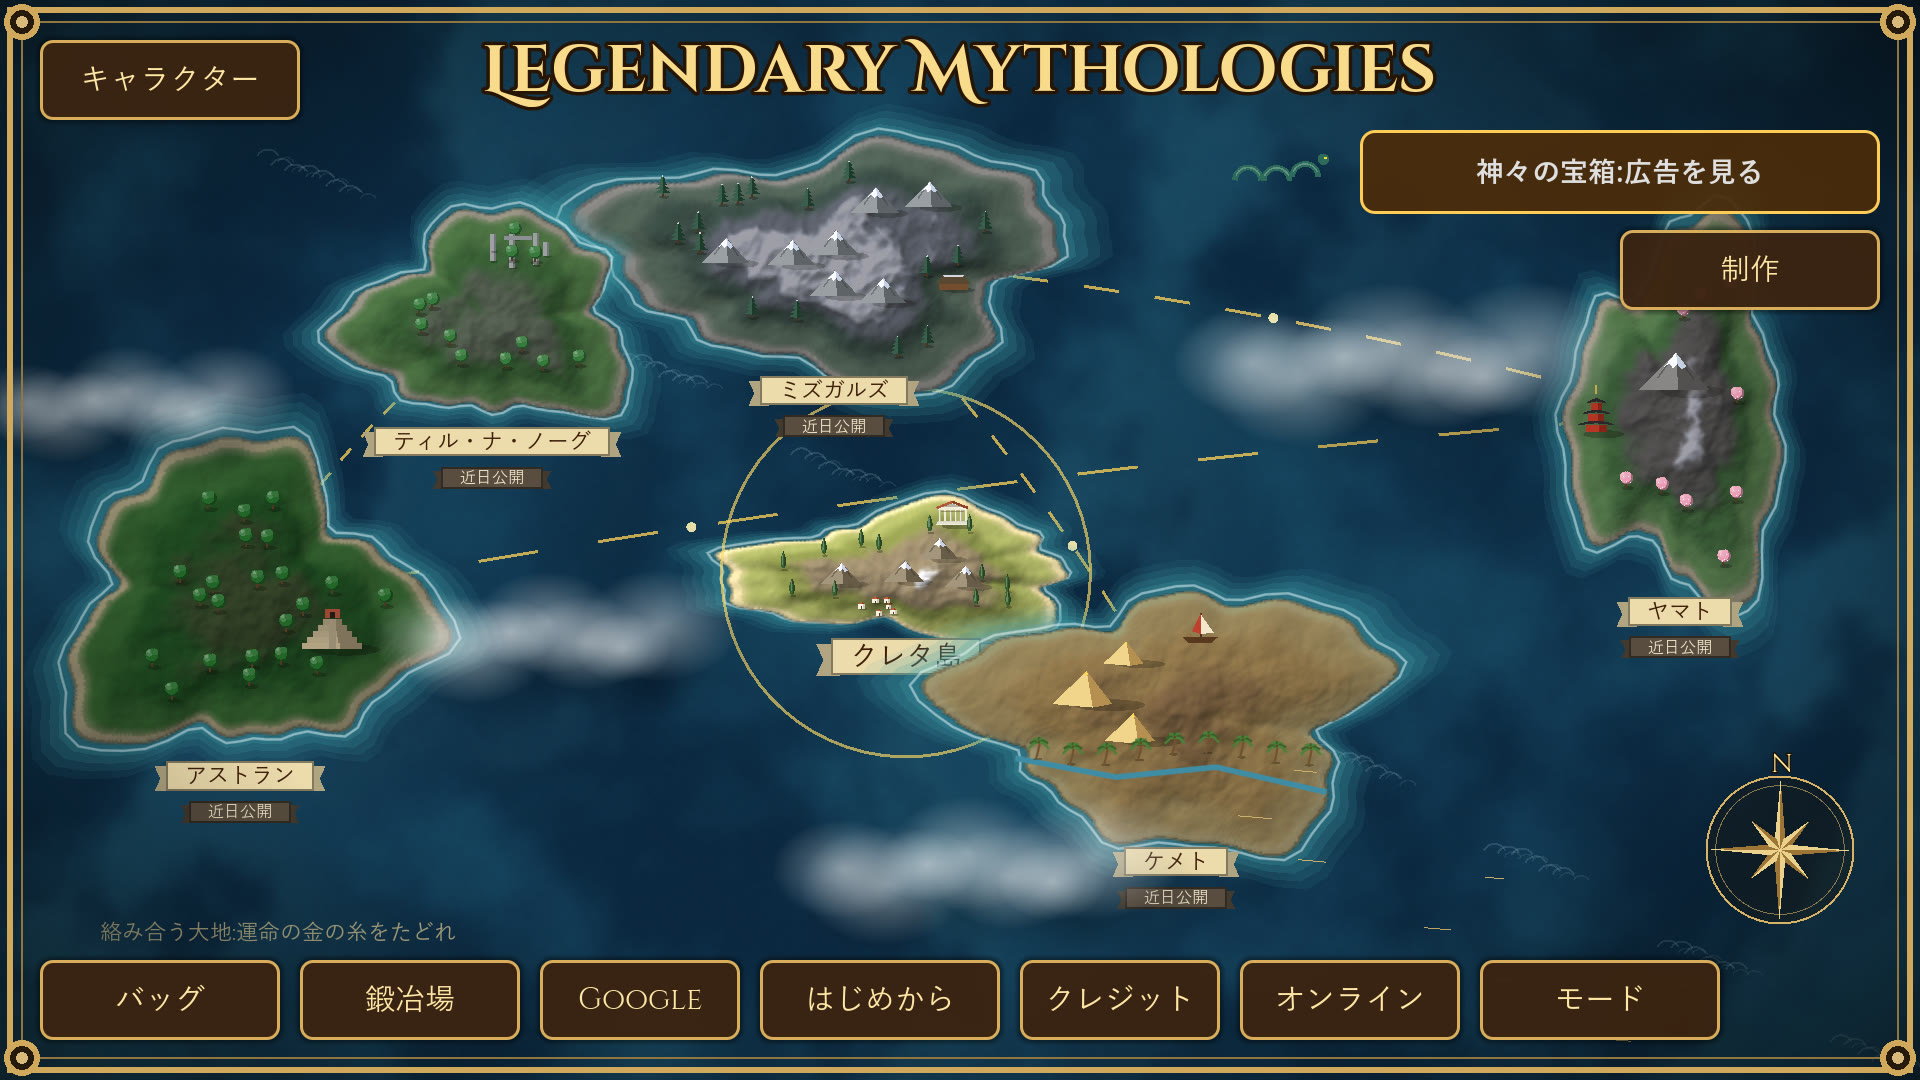 LEGENDARY MYTHOLOGIES
キャラクター
神々の宝箱:広告を見る
制作
ミズガルズ
近日公開
ティル・ナ・ノーグ
近日公開
クレタ島
ヤマト
近日公開
アストラン
近日公開
N
ケメト
近日公開
絡み合う大地:運命の金の糸をたどれ
バッグ
鍛冶場
GOOGLE
はじめから
クレジット
オンライン
モード